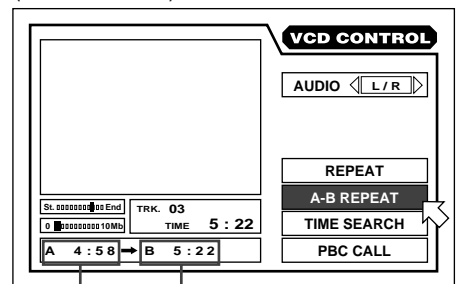 VCD CONTROL
AUDIO L / R
REPEAT
A-B REPEAT
TIME SEARCH
PBC CALL
St. End
0 10Mb
TRK. 03
TIME 5 : 22
A 4 : 5 8 → B 5 : 2 2